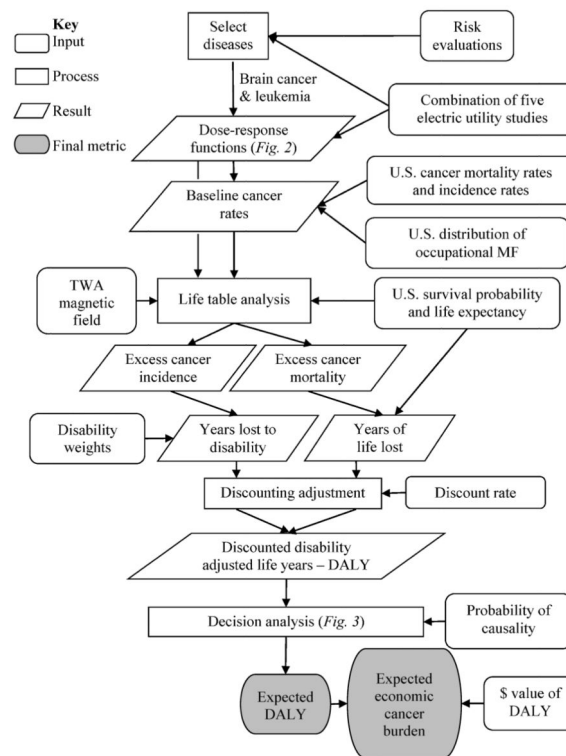 Key
Input
Process
Result
Final metric
Select
diseases
Risk
evaluations
Brain cancer
& leukemia
Combination of five
electric utility studies
Dose-response
functions (Fig. 2)
U.S. cancer mortality rates
and incidence rates
Baseline cancer
rates
U.S. distribution of
occupational MF
TWA
magnetic
field
Life table analysis
U.S. survival probability
and life expectancy
Excess cancer
incidence
Excess cancer
mortality
Disability
weights
Years lost to
disability
Years of
life lost
Discounting adjustment
Discount rate
Discounted disability
adjusted life years – DALY
Decision analysis (Fig. 3)
Probability of
causality
Expected
DALY
Expected
economic
cancer
burden
$ value of
DALY